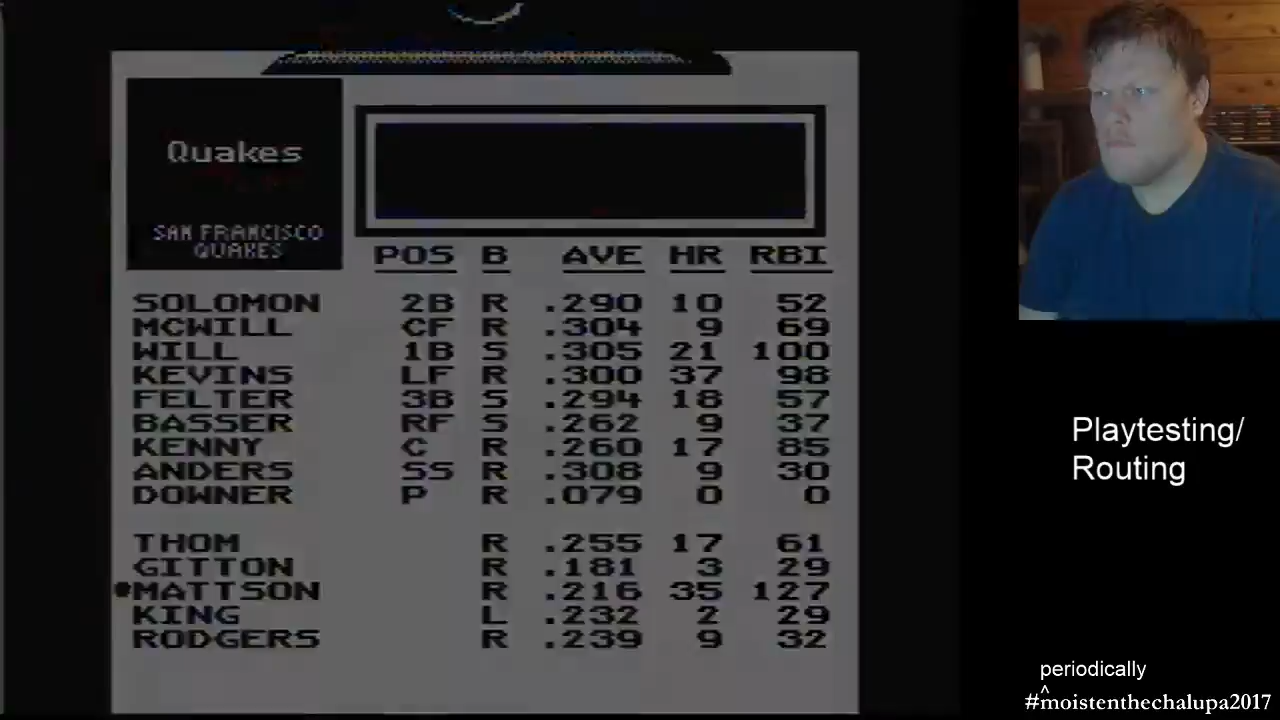 Quakes
SAN FRANCISCO
QUAKES
POS B AVE HR RBI
SOLOMON 2B R .290 10 52
MCWILL CF R .304 9 69
WILL 1B S .305 21 100
KEVINS LF R .300 37 98
FELTER 3B S .294 18 57
BASSER RF S .262 9 37
KENNY C R .260 17 85
ANDERS SS R .308 9 30
DOWNER P R .079 0 0
THOM R .255 17 61
GITTON R .181 3 29
MATTSON R .216 35 127
KING L .232 2 29
RODGERS R .239 9 32
Playtesting/
Routing
periodically
^
#moistenthechalupa2017